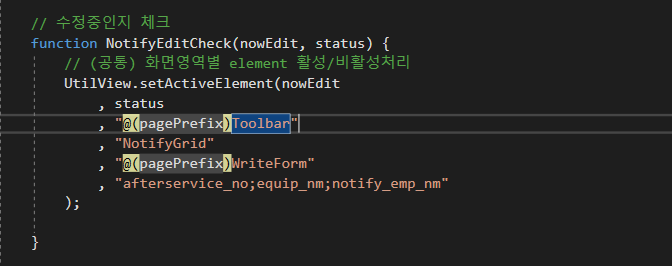 // 수정중인지 체크
function NotifyEditCheck(nowEdit, status) {
// (공통) 화면영역별 element 활성/비활성처리
UtilView.setActiveElement(nowEdit
, status
, "@(pagePrefix)Toolbar"
, "NotifyGrid"
, "@(pagePrefix)WriteForm"
, "afterservice_no;equip_nm;notify_emp_nm"
);
}